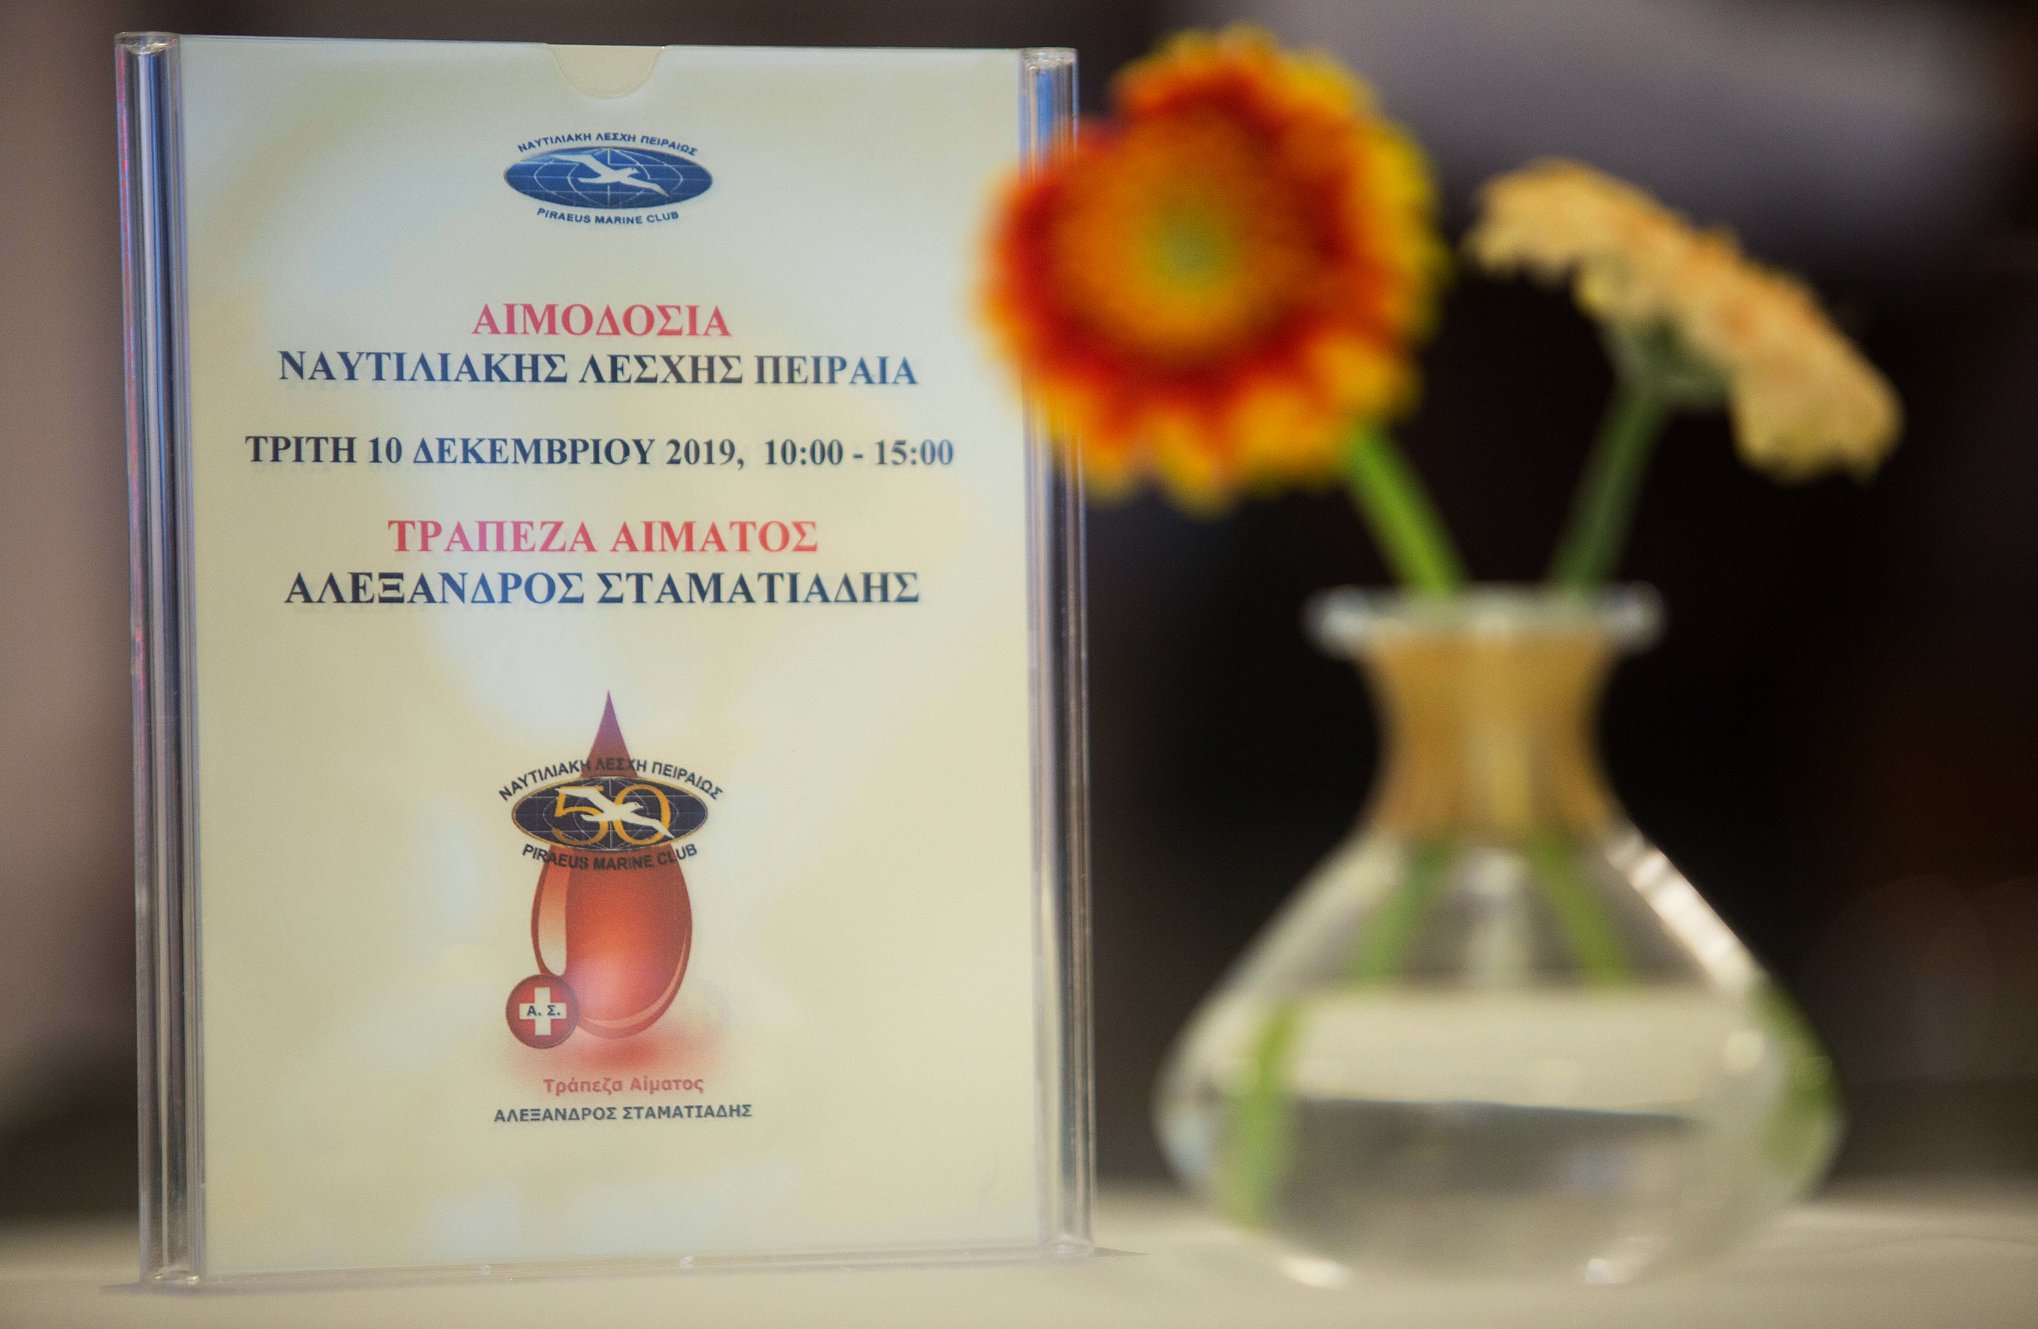 ΝΑΥΤΙΛΙΑΚΗ ΛΕΣΧΗ ΠΕΙΡΑΙΩΣ
PIRAEUS MARINE CLUB
ΑΙΜΟΔΟΣΙΑ
ΝΑΥΤΙΛΙΑΚΗΣ ΛΕΣΧΗΣ ΠΕΙΡΑΙΑ
ΤΡΙΤΗ 10 ΔΕΚΕΜΒΡΙΟΥ 2019, 10:00 - 15:00
ΤΡΑΠΕΖΑ ΑΙΜΑΤΟΣ
ΑΛΕΞΑΝΔΡΟΣ ΣΤΑΜΑΤΙΑΔΗΣ
ΝΑΥΤΙΛΙΑΚΗ ΛΕΣΧΗ ΠΕΙΡΑΙΩΣ
50
PIRAEUS MARINE CLUB
Α. Σ.
Τράπεζα Αίματος
ΑΛΕΞΑΝΔΡΟΣ ΣΤΑΜΑΤΙΑΔΗΣ